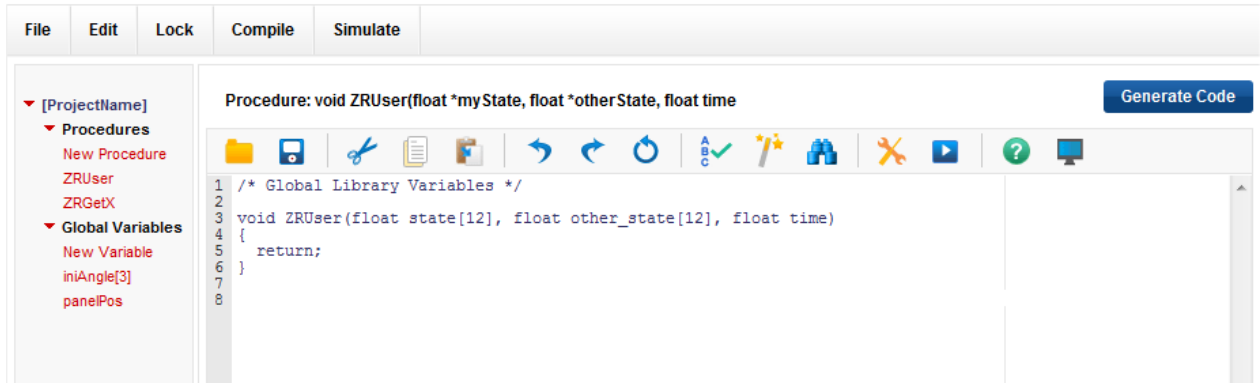 File Edit Lock Compile Simulate
[ProjectName]
Procedures
New Procedure
ZRUser
ZRGetX
Global Variables
New Variable
iniAngle[3]
panelPos
Procedure: void ZRUser(float *myState, float *otherState, float time
Generate Code
ABC
?
1 /* Global Library Variables */
2
3 void ZRUser(float state[12], float other_state[12], float time)
4 {
5   return;
6 }
7
8